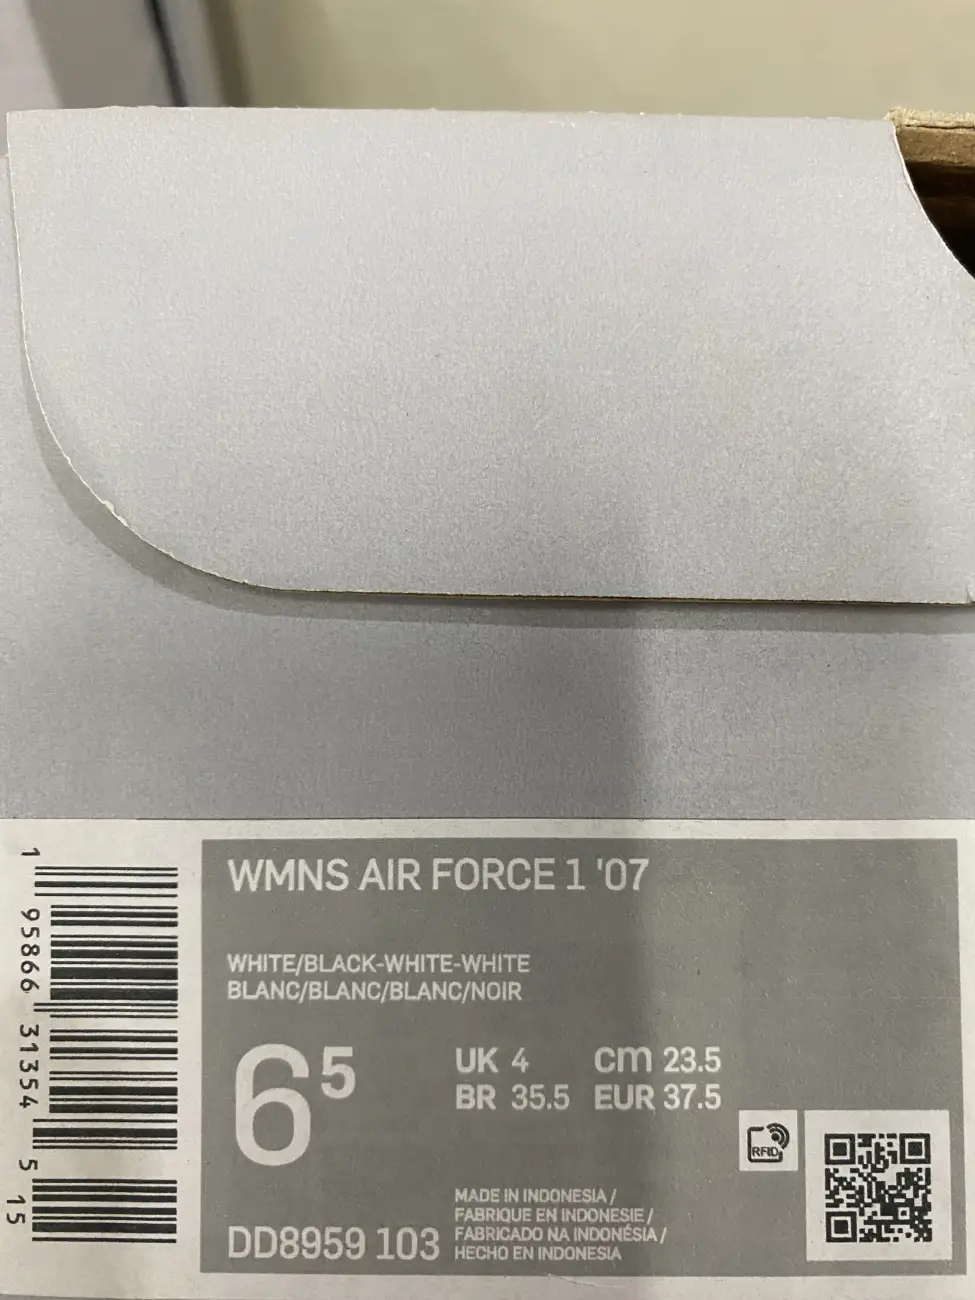 WMNS AIR FORCE 1 '07
WHITE/BLACK-WHITE-WHITE
BLANC/BLANC/BLANC/NOIR
6 5
UK 4 cm 23.5
BR 35.5 EUR 37.5
RFID
MADE IN INDONESIA /
FABRIQUE EN INDONESIE /
FABRICADO NA INDONÉSIA /
HECHO EN INDONESIA
DD8959 103
1 95866 31354 5 15